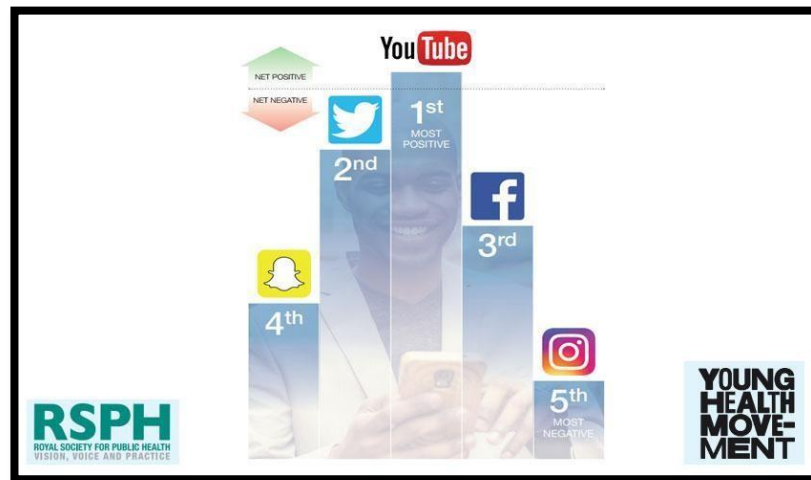 YouTube
NET POSITIVE
NET NEGATIVE
1st
MOST
POSITIVE
2nd
3rd
4th
5th
MOST
NEGATIVE
RSPH
ROYAL SOCIETY FOR PUBLIC HEALTH
VISION, VOICE AND PRACTICE
YOUNG
HEALTH
MOVE-
MENT